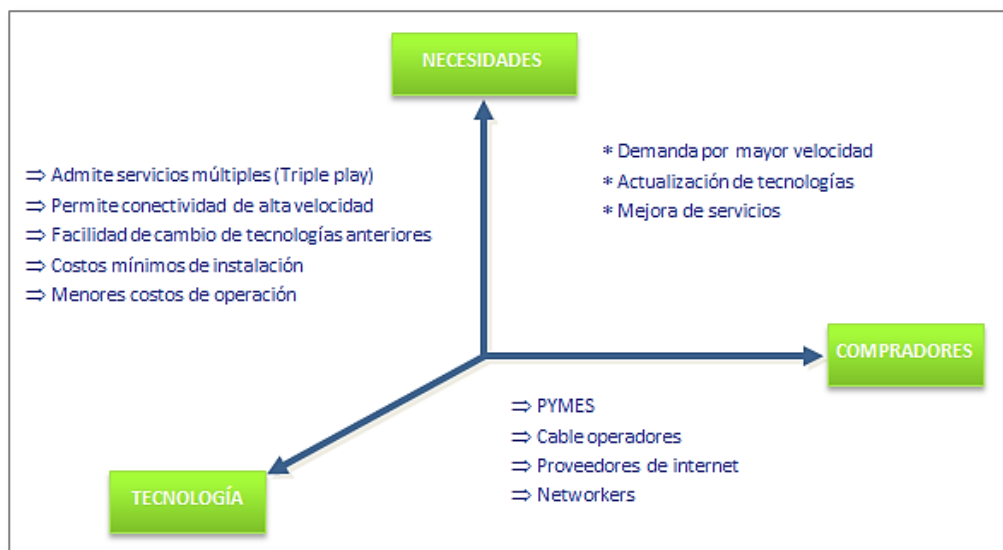 NECESIDADES
⇒ Admite servicios múltiples (Triple play)
⇒ Permite conectividad de alta velocidad
⇒ Facilidad de cambio de tecnologías anteriores
⇒ Costos mínimos de instalación
⇒ Menores costos de operación
* Demanda por mayor velocidad
* Actualización de tecnologías
* Mejora de servicios
COMPRADORES
⇒ PYMES
⇒ Cable operadores
⇒ Proveedores de internet
⇒ Networkers
TECNOLOGÍA